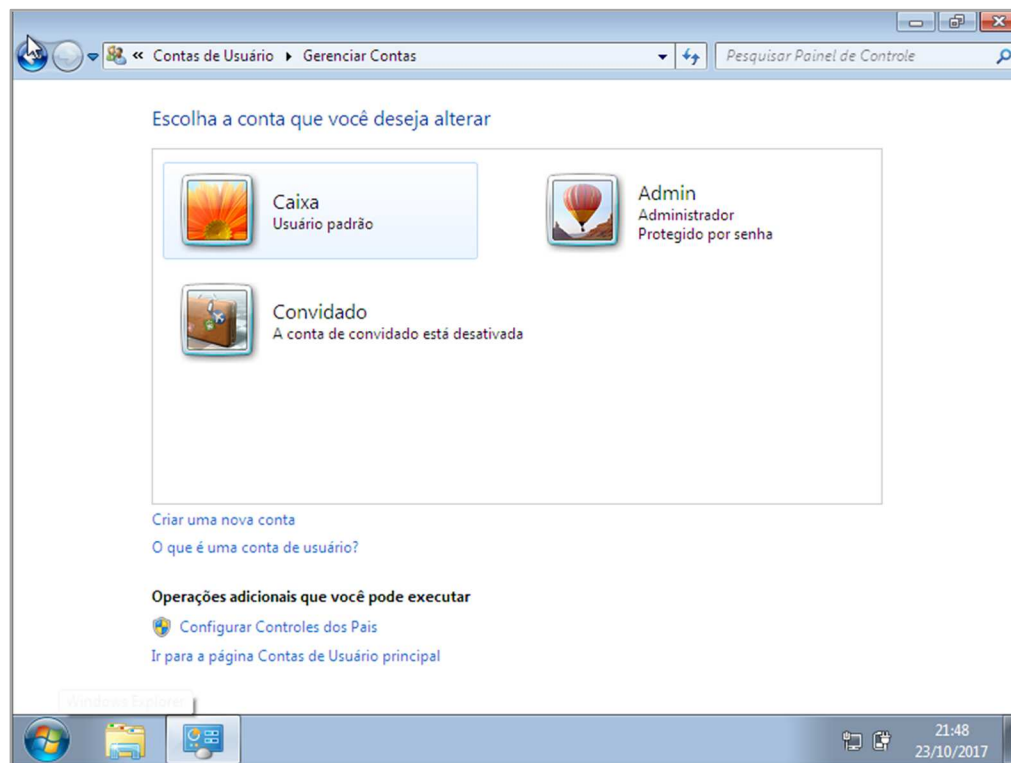 « Contas de Usuário ▸ Gerenciar Contas
Pesquisar Painel de Controle
Escolha a conta que você deseja alterar
Caixa
Usuário padrão
Admin
Administrador
Protegido por senha
Convidado
A conta de convidado está desativada
Criar uma nova conta
O que é uma conta de usuário?
Operações adicionais que você pode executar
Configurar Controles dos Pais
Ir para a página Contas de Usuário principal
Windows Explorer
21:48
23/10/2017